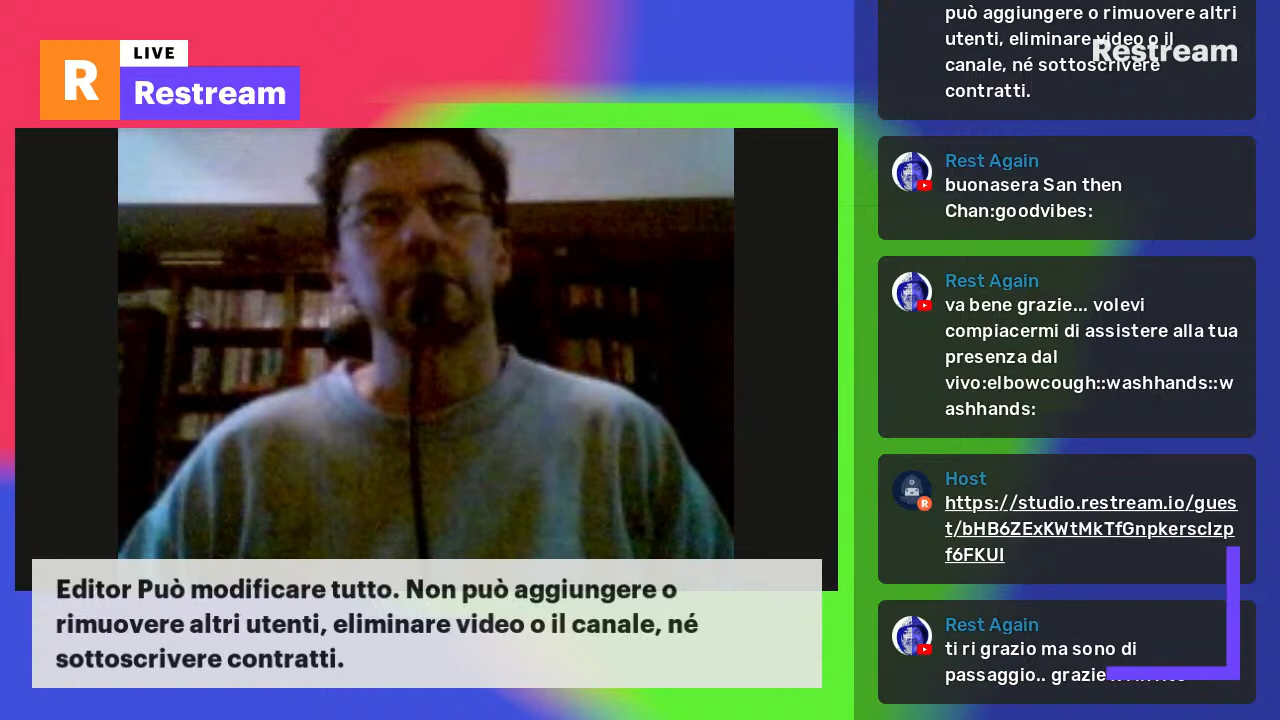 R
LIVE
Restream
Editor Può modificare tutto. Non può aggiungere o
rimuovere altri utenti, eliminare video o il canale, né
sottoscrivere contratti.
Restream
può aggiungere o rimuovere altri
utenti, eliminare video o il
canale, né sottoscrivere
contratti.
Rest Again
buonasera San then
Chan:goodvibes:
Rest Again
va bene grazie... volevi
compiacermi di assistere alla tua
presenza dal
vivo:elbowcough::washhands::w
ashhands:
Host
https://studio.restream.io/gues
t/bHB6ZExKWtMkTfGnpkersclzp
f6FKUI
R
Rest Again
ti ri grazio ma sono di
passaggio.. grazie